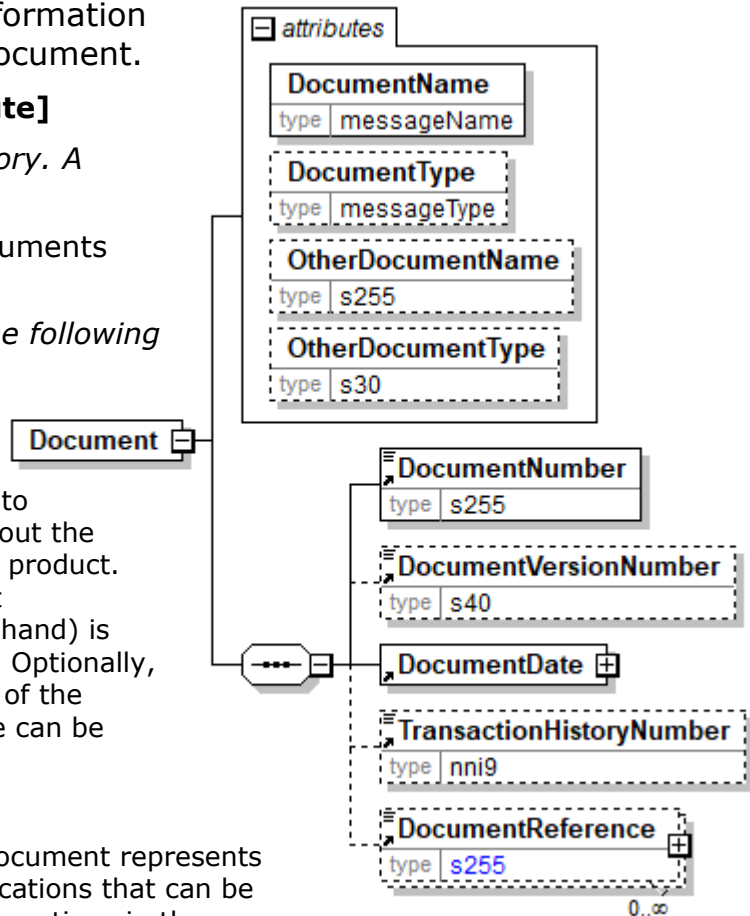 formation
ocument.
ute]
ory. A
uments
e following
to
out the
product.
hand) is
Optionally,
of the
e can be
ocument represents
cations that can be
attributes
DocumentName
type messageName
DocumentType
type messageType
OtherDocumentName
type s255
OtherDocumentType
type s30
Document
DocumentNumber
type s255
DocumentVersionNumber
type s40
DocumentDate
TransactionHistoryNumber
type nni9
DocumentReference
type s255
0..∞